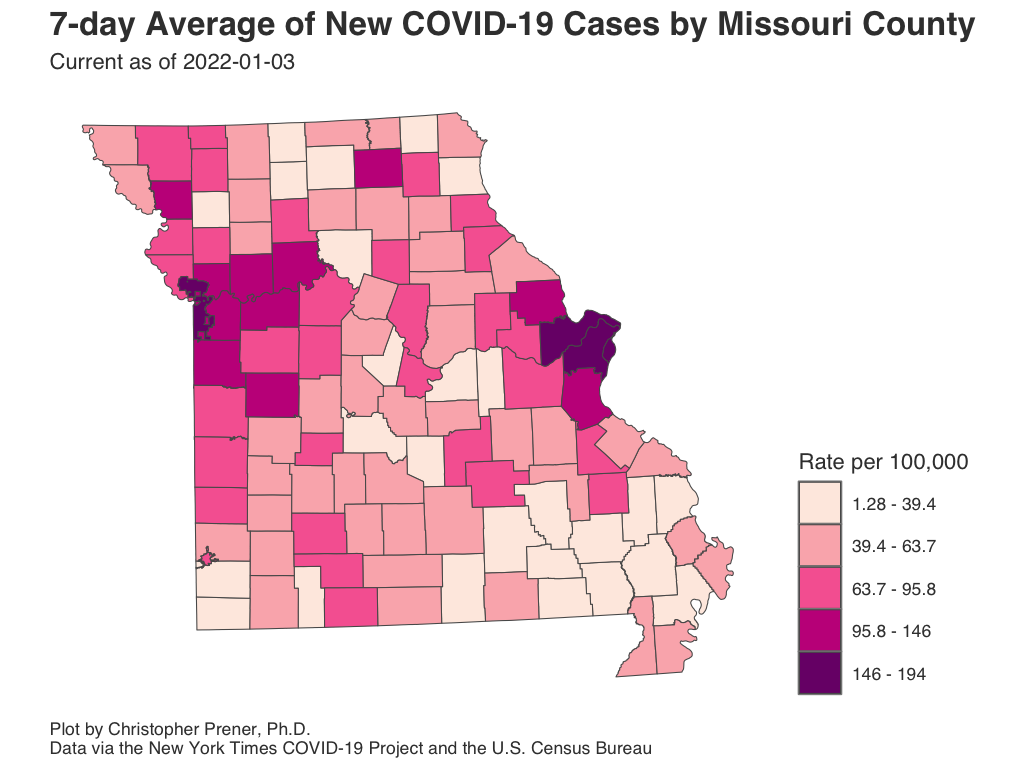 7-day Average of New COVID-19 Cases by Missouri County
Current as of 2022-01-03
Rate per 100,000
1.28 - 39.4
39.4 - 63.7
63.7 - 95.8
95.8 - 146
146 - 194
Plot by Christopher Prener, Ph.D.
Data via the New York Times COVID-19 Project and the U.S. Census Bureau